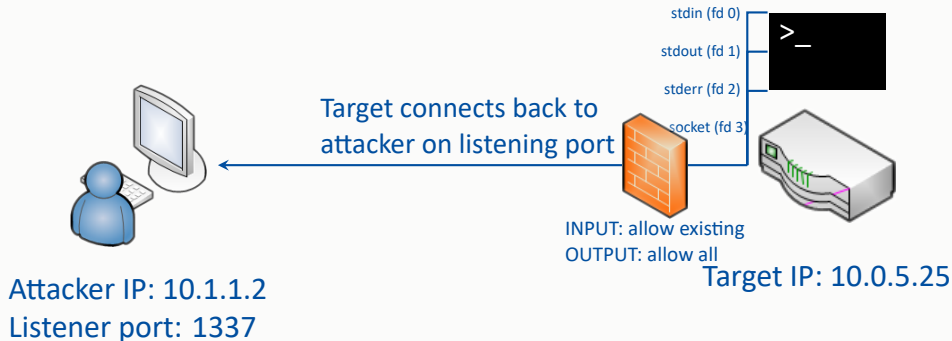 stdin (fd 0)
>_
stdout (fd 1)
stderr (fd 2)
Target connects back to
attacker on listening port
socket (fd 3)
INPUT: allow existing
OUTPUT: allow all
Target IP: 10.0.5.25
Attacker IP: 10.1.1.2
Listener port: 1337